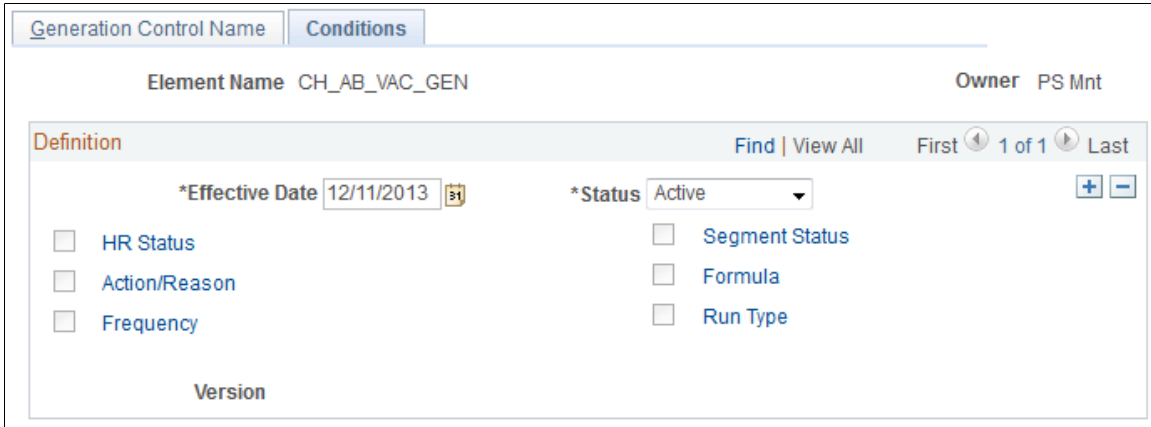 Generation Control Name Conditions
Element Name CH_AB_VAC_GEN Owner PS Mnt
Definition Find | View All First 1 of 1 Last
*Effective Date 12/11/2013 31 *Status Active
HR Status Segment Status
Action/Reason Formula
Frequency Run Type
Version